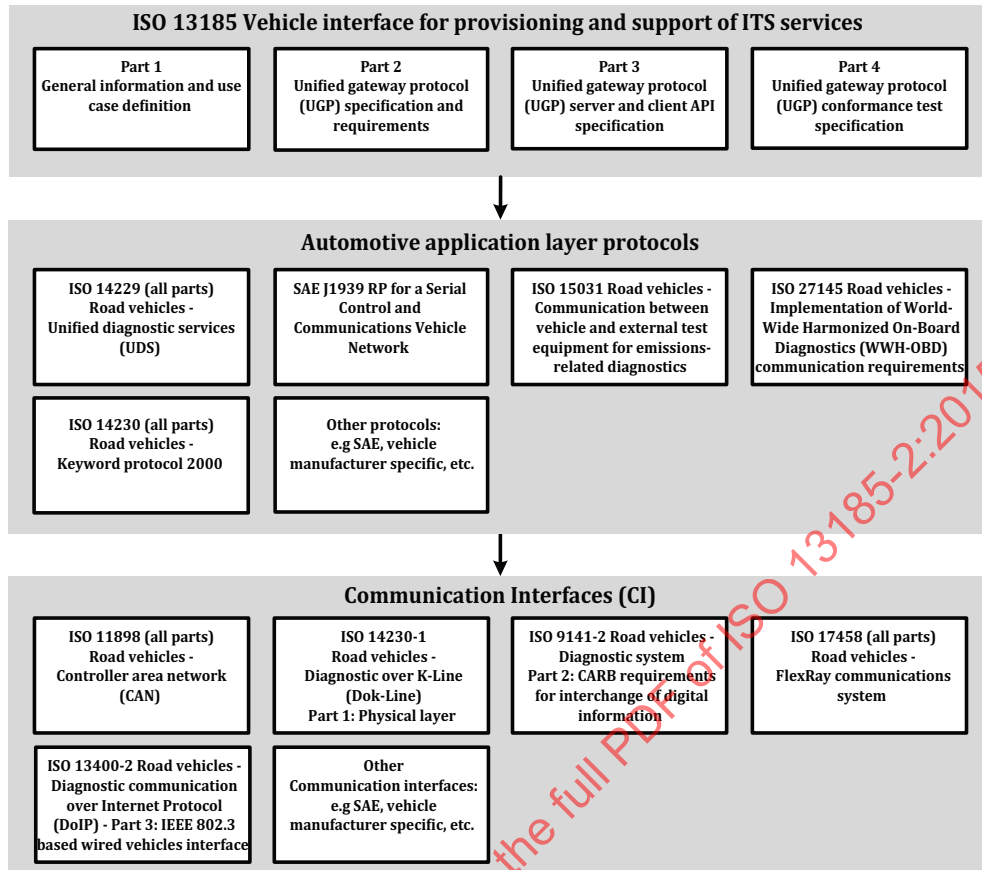 ISO 13185 Vehicle interface for provisioning and support of ITS services
Part 1
General information and use
case definition
Part 2
Unified gateway protocol
(UGP) specification and
requirements
Part 3
Unified gateway protocol
(UGP) server and client API
specification
Part 4
Unified gateway protocol
(UGP) conformance test
specification
Automotive application layer protocols
ISO 14229 (all parts)
Road vehicles -
Unified diagnostic services
(UDS)
SAE J1939 RP for a Serial
Control and
Communications Vehicle
Network
ISO 15031 Road vehicles -
Communication between
vehicle and external test
equipment for emissions-
related diagnostics
ISO 27145 Road vehicles -
Implementation of World-
Wide Harmonized On-Board
Diagnostics (WWH-OBD)
communication requirements
ISO 14230 (all parts)
Road vehicles -
Keyword protocol 2000
Other protocols:
e.g SAE, vehicle
manufacturer specific, etc.
Communication Interfaces (CI)
ISO 11898 (all parts)
Road vehicles -
Controller area network
(CAN)
ISO 14230-1
Road vehicles -
Diagnostic over K-Line
(Dok-Line)
Part 1: Physical layer
ISO 9141-2 Road vehicles -
Diagnostic system
Part 2: CARB requirements
for interchange of digital
information
ISO 17458 (all parts)
Road vehicles -
FlexRay communications
system
ISO 13400-2 Road vehicles -
Diagnostic communication
over Internet Protocol
(DoIP) - Part 3: IEEE 802.3
based wired vehicles interface
Other
Communication interfaces:
e.g SAE, vehicle
manufacturer specific, etc.
the full PDF of ISO 13185-2:201